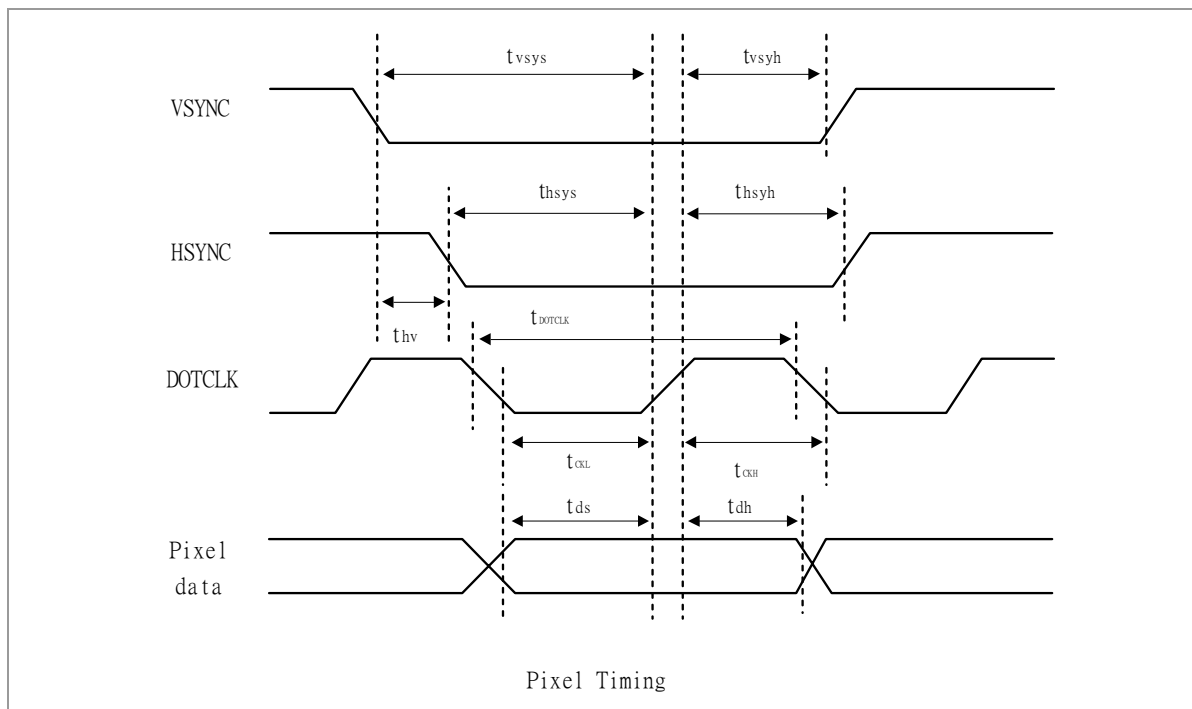 tvsys
tvsyh
VSYNC
thsys
thsyh
HSYNC
tDOTCLK
thv
DOTCLK
tCKL
tCKH
tds
tdh
Pixel
data
Pixel Timing